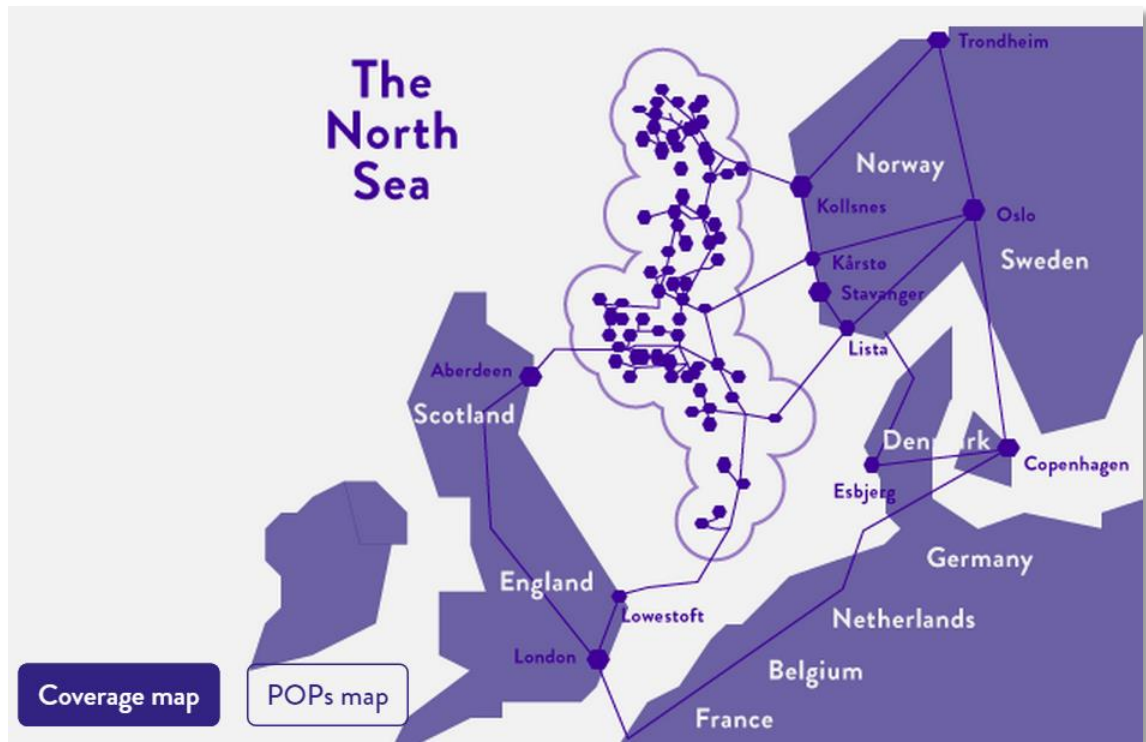 The
North
Sea
Trondheim
Norway
Kollsnes
Oslo
Kårstø
Sweden
Stavanger
Lista
Aberdeen
Scotland
Denmark
Copenhagen
Esbjerg
Germany
England
Lowestoft
Netherlands
London
Belgium
Coverage map
POPs map
France